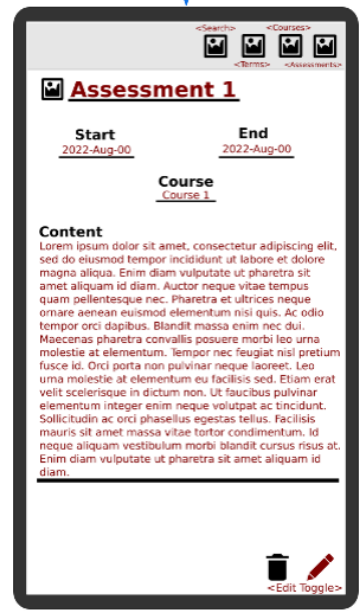 <Search>
<Courses>
<Terms>
<Assessments>
Assessment 1
Start
End
2022-Aug-00
2022-Aug-00
Course
Course 1
Content
Lorem ipsum dolor sit amet, consectetur adipiscing elit,
sed do eiusmod tempor incididunt ut labore et dolore
magna aliqua. Enim diam vulputate ut pharetra sit
amet aliquam id diam. Auctor neque vitae tempus
quam pellentesque nec. Pharetra et ultrices neque
ornare aenean euismod elementum nisi quis. Ac odio
tempor orci dapibus. Blandit massa enim nec dui.
Maecenas pharetra convallis posuere morbi leo urna
molestie at elementum. Tempor nec feugiat nisl pretium
fusce id. Orci porta non pulvinar neque laoreet. Leo
urna molestie at elementum eu facilisis sed. Etiam erat
velit scelerisque in dictum non. Ut faucibus pulvinar
elementum integer enim neque volutpat ac tincidunt.
Sollicitudin ac orci phasellus egestas tellus. Facilisis
mauris sit amet massa vitae tortor condimentum. Id
neque aliquam vestibulum morbi blandit cursus risus at.
Enim diam vulputate ut pharetra sit amet aliquam id
diam.
<Edit Toggle>